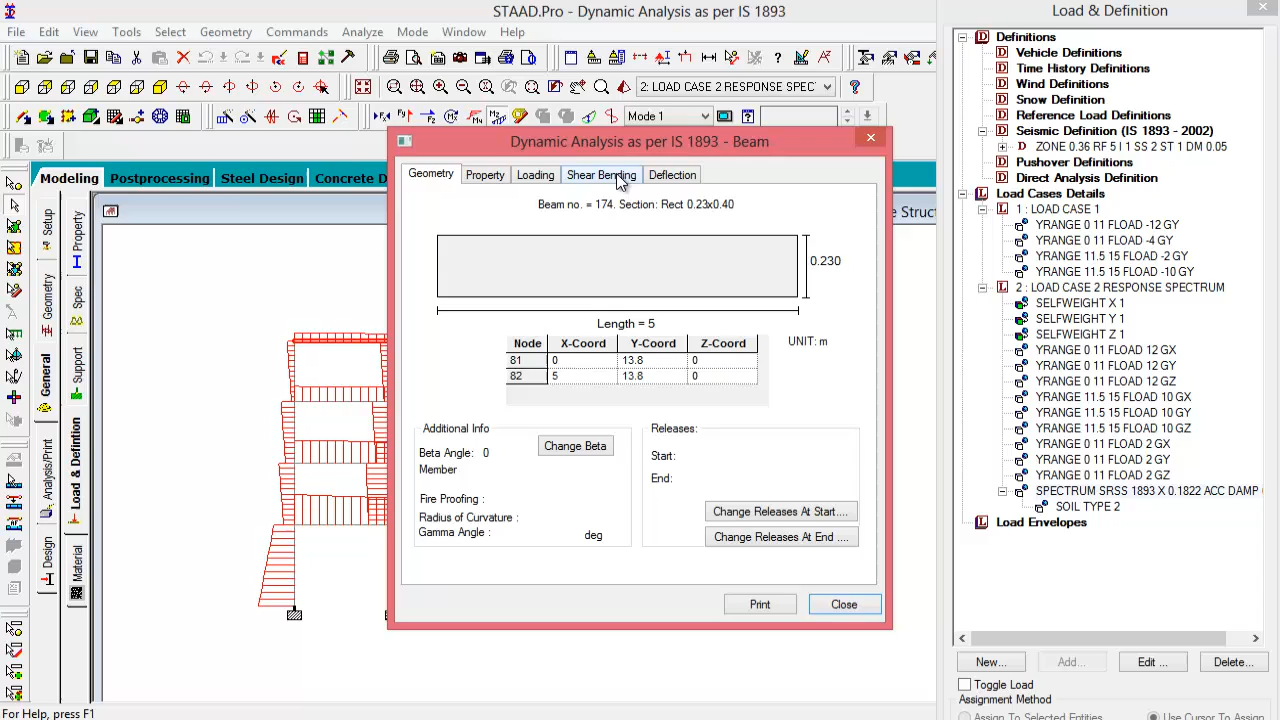 STAAD.Pro - Dynamic Analysis as per IS 1893
File Edit View Tools Select Geometry Commands Analyze Mode Window Help
2: LOAD CASE 2 RESPONSE SPEC
Mode 1
Modeling Postprocessing Steel Design Concrete D
Setup
Geometry
General
Analysis/Print
Design
Property
Spec
Support
Load & Definition
Material
e Struct
Dynamic Analysis as per IS 1893 - Beam
Geometry Property Loading Shear Bending Deflection
Beam no. = 174. Section: Rect 0.23x0.40
0.230
Length = 5
UNIT: m
Node X-Coord Y-Coord Z-Coord
81 0 13.8 0
82 5 13.8 0
Additional Info
Beta Angle: 0
Change Beta
Member
Fire Proofing :
Radius of Curvature :
Gamma Angle :
deg
Releases:
Start:
End:
Change Releases At Start....
Change Releases At End ....
Print Close
For Help, press F1
Load & Definition
Definitions
Vehicle Definitions
Time History Definitions
Wind Definitions
Snow Definition
Reference Load Definitions
Seismic Definition (IS 1893 - 2002)
ZONE 0.36 RF 5 I 1 SS 2 ST 1 DM 0.05
Pushover Definitions
Direct Analysis Definition
Load Cases Details
1 : LOAD CASE 1
YRANGE 0 11 FLOAD -12 GY
YRANGE 0 11 FLOAD -4 GY
YRANGE 11.5 15 FLOAD -2 GY
YRANGE 11.5 15 FLOAD -10 GY
2 : LOAD CASE 2 RESPONSE SPECTRUM
SELFWEIGHT X 1
SELFWEIGHT Y 1
SELFWEIGHT Z 1
YRANGE 0 11 FLOAD 12 GX
YRANGE 0 11 FLOAD 12 GY
YRANGE 0 11 FLOAD 12 GZ
YRANGE 11.5 15 FLOAD 10 GX
YRANGE 11.5 15 FLOAD 10 GY
YRANGE 11.5 15 FLOAD 10 GZ
YRANGE 0 11 FLOAD 2 GX
YRANGE 0 11 FLOAD 2 GY
YRANGE 0 11 FLOAD 2 GZ
SPECTRUM SRSS 1893 X 0.1822 ACC DAMP
SOIL TYPE 2
Load Envelopes
New... Add... Edit ... Delete...
Toggle Load
Assignment Method
Assign To Selected Entities Use Cursor To Assign